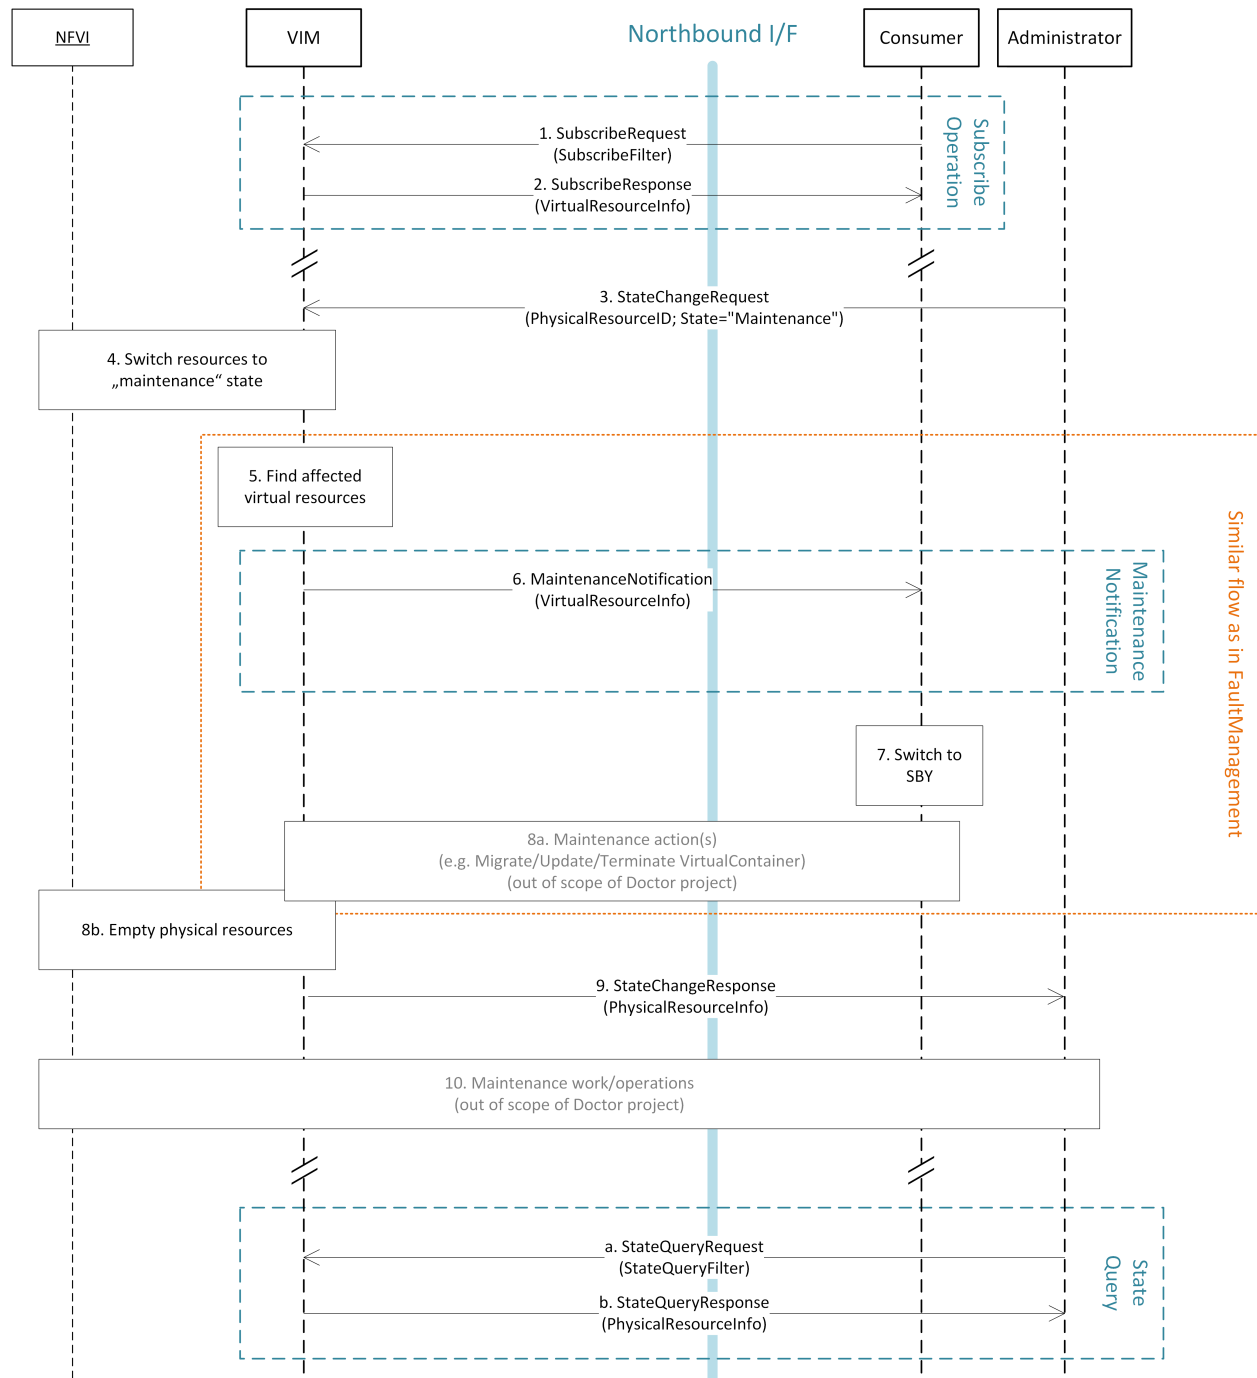 NFVI
VIM
Northbound I/F
Consumer
Administrator
1. SubscribeRequest
(SubscribeFilter)
2. SubscribeResponse
(VirtualResourceInfo)
Subscribe
Operation
3. StateChangeRequest
(PhysicalResourceID; State="Maintenance")
4. Switch resources to
„maintenance“ state
5. Find affected
virtual resources
6. MaintenanceNotification
(VirtualResourceInfo)
Maintenance
Notification
Similar flow as in FaultManagement
7. Switch to
SBY
8a. Maintenance action(s)
(e.g. Migrate/Update/Terminate VirtualContainer)
(out of scope of Doctor project)
8b. Empty physical resources
9. StateChangeResponse
(PhysicalResourceInfo)
10. Maintenance work/operations
(out of scope of Doctor project)
a. StateQueryRequest
(StateQueryFilter)
b. StateQueryResponse
(PhysicalResourceInfo)
State
Query